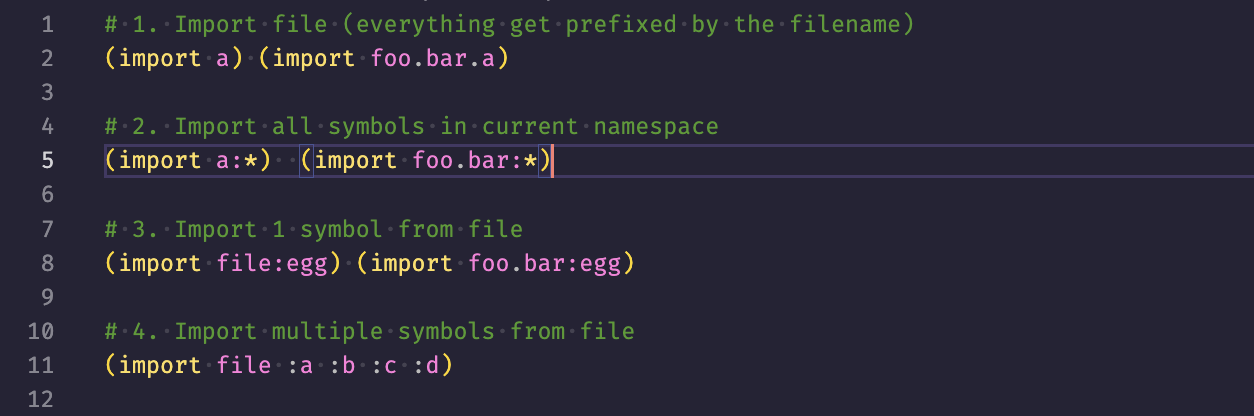 1 # 1. Import file (everything get prefixed by the filename)
2 (import a) (import foo.bar.a)
3
4 # 2. Import all symbols in current namespace
5 (import a:*)  (import foo.bar:*)
6
7 # 3. Import 1 symbol from file
8 (import file:egg) (import foo.bar:egg)
9
10 # 4. Import multiple symbols from file
11 (import file :a :b :c :d)
12